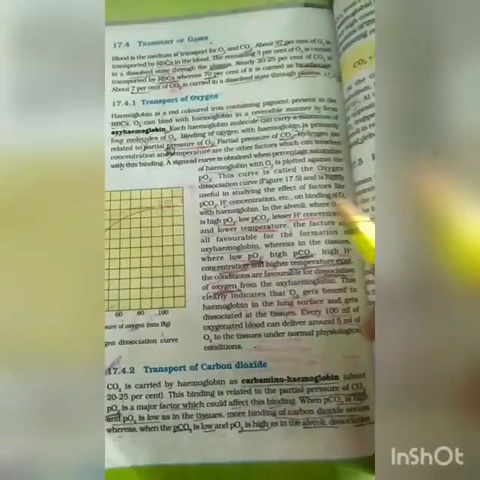 17.4 TRANSPORT OF GASES
Blood is the medium of transport for O₂ and CO₂. About 97 per cent of O₂ is
transported by RBCs in the blood. The remaining 3 per cent of O₂ is carried
in a dissolved state through the plasma. Nearly 20-25 per cent of CO₂ is
transported by RBCs whereas 70 per cent of it is carried as bicarbonate.
About 7 per cent of CO₂ is carried in a dissolved state through plasma.
17.4.1 Transport of Oxygen
Haemoglobin is a red coloured iron containing pigment present in the
RBCs. O₂ can bind with haemoglobin in a reversible manner to form
oxyhaemoglobin. Each haemoglobin molecule can carry a maximum of
four molecules of O₂. Binding of oxygen with haemoglobin is primarily
related to partial pressure of O₂. Partial pressure of CO₂, hydrogen ion
concentration and temperature are the other factors which can interfere
with this binding. A sigmoid curve is obtained when percentage saturation
of haemoglobin with O₂ is plotted against the
pO₂. This curve is called the Oxygen
dissociation curve (Figure 17.5) and is highly
useful in studying the effect of factors like
pCO₂, H⁺ concentration, etc., on binding of O₂
with haemoglobin. In the alveoli, where
is high pO₂, low pCO₂, lesser H⁺
and lower temperature, the factors
all favourable for the formation
oxyhaemoglobin, whereas in the tissues,
where low pO₂, high pCO₂, high H⁺
concentration and higher temperature exist,
the conditions are favourable for dissociation
of oxygen from the oxyhaemoglobin. This
clearly indicates that O₂ gets bound to
haemoglobin in the lung surface and gets
dissociated at the tissues. Every 100 ml of
oxygenated blood can deliver around 5 ml of
O₂ to the tissues under normal physiological
conditions.
60 80 100
ure of oxygen (mm Hg)
gen dissociation curve
17.4.2 Transport of Carbon dioxide
CO₂ is carried by haemoglobin as carbamino-haemoglobin (about
20-25 per cent). This binding is related to the partial pressure of CO₂.
pO₂ is a major factor which could affect this binding. When pCO₂ is high
and pO₂ is low as in the tissues, more binding of carbon dioxide occurs
whereas, when the pCO₂ is low and pO₂ is high as in the alveoli, dissociation
InShOt